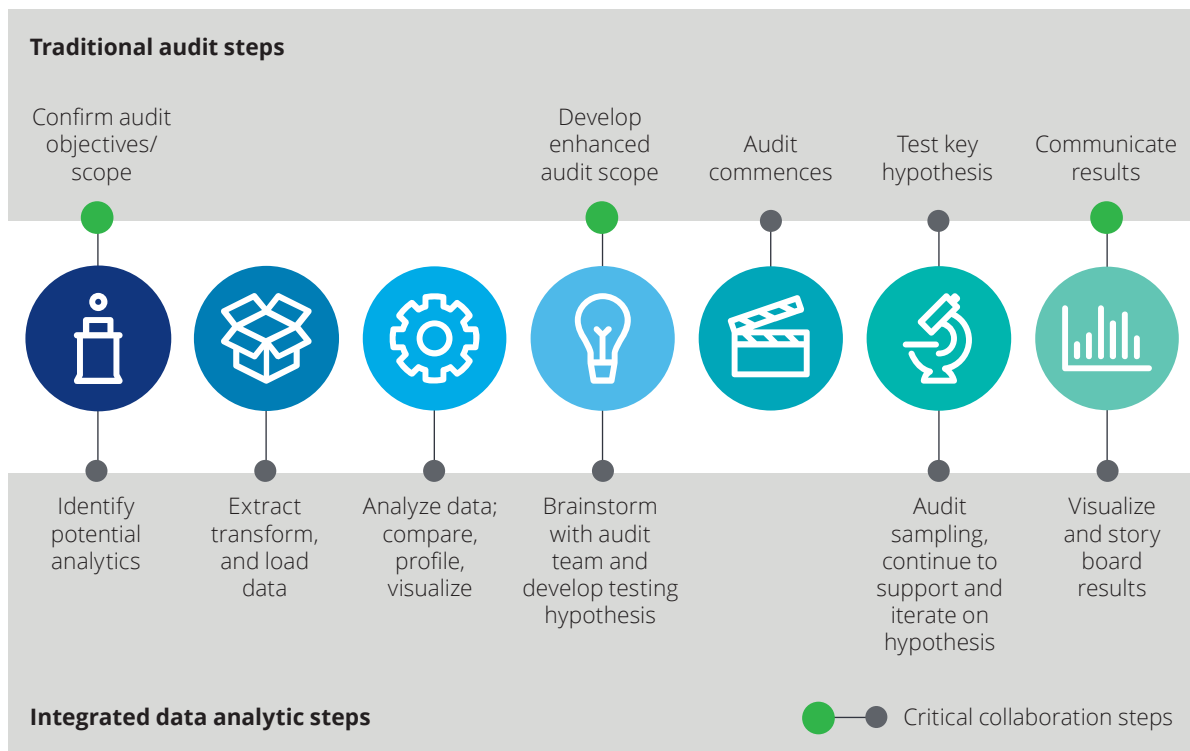 Traditional audit steps
Confirm audit
objectives/
scope
Develop
enhanced
audit scope
Audit
commences
Test key
hypothesis
Communicate
results
Identify
potential
analytics
Extract
transform,
and load
data
Analyze data;
compare,
profile,
visualize
Brainstorm
with audit
team and
develop testing
hypothesis
Audit
sampling,
continue to
support and
iterate on
hypothesis
Visualize
and story
board
results
Integrated data analytic steps
Critical collaboration steps